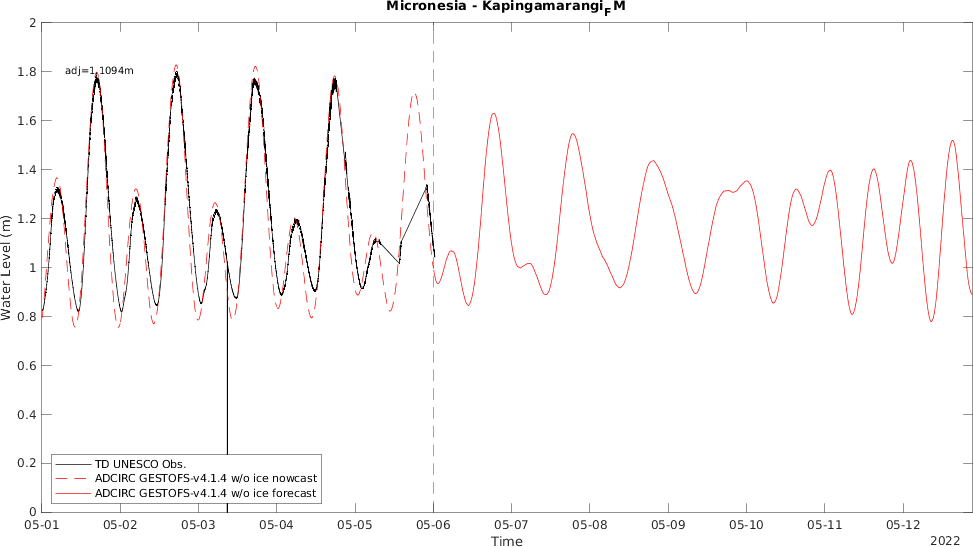 Micronesia - KapingamarangiFM
2
1.8
1.6
1.4
1.2
1
0.8
0.6
0.4
0.2
0
Water Level (m)
adj=1.1094m
TD UNESCO Obs.
ADCIRC GESTOFS-v4.1.4 w/o ice nowcast
ADCIRC GESTOFS-v4.1.4 w/o ice forecast
05-01 05-02 05-03 05-04 05-05 05-06 05-07 05-08 05-09 05-10 05-11 05-12
Time
2022